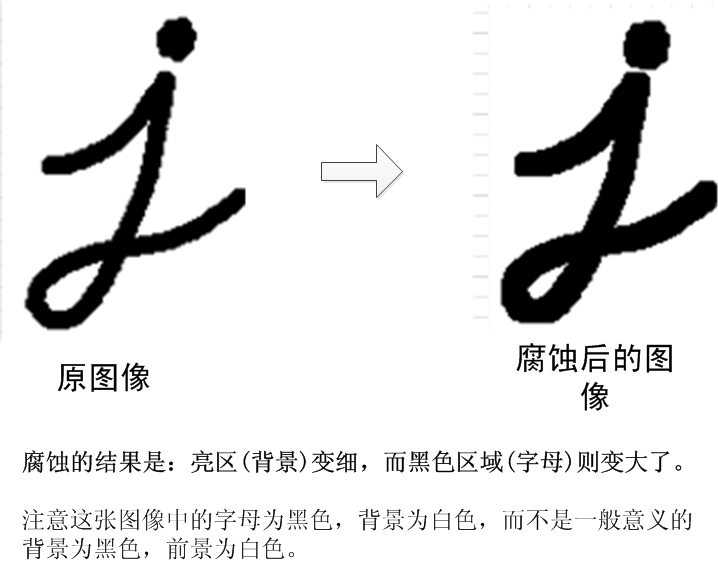 原图像
腐蚀后的图
像
腐蚀的结果是：亮区(背景)变细，而黑色区域(字母)则变大了。
注意这张图像中的字母为黑色，背景为白色，而不是一般意义的
背景为黑色，前景为白色。